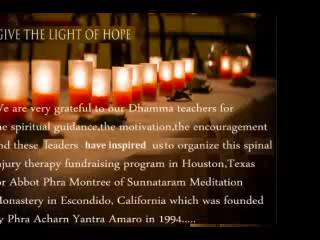 GIVE THE LIGHT OF HOPE
We are very grateful to our Dhamma teachers for
the spiritual guidance,the motivation,the encouragement
and these leaders have inspired us to organize this spinal
injury therapy fundraising program in Houston,Texas
for Abbot Phra Montree of Sunnataram Meditation
Monastery in Escondido, California which was founded
by Phra Acharn Yantra Amaro in 1994.....